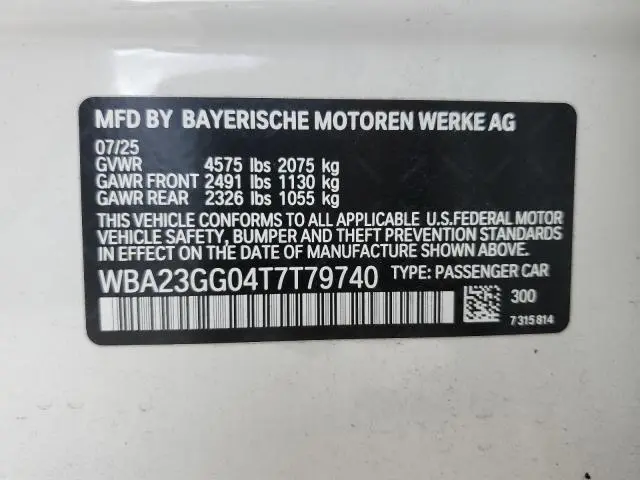 MFD BY BAYERISCHE MOTOREN WERKE AG
07/25
GVWR 4575 lbs 2075 kg
GAWR FRONT 2491 lbs 1130 kg
GAWR REAR 2326 lbs 1055 kg
THIS VEHICLE CONFORMS TO ALL APPLICABLE U.S.FEDERAL MOTOR
VEHICLE SAFETY, BUMPER AND THEFT PREVENTION STANDARDS
IN EFFECT ON THE DATE OF MANUFACTURE SHOWN ABOVE.
WBA23GG04T7T79740 TYPE: PASSENGER CAR
300
7 315 814